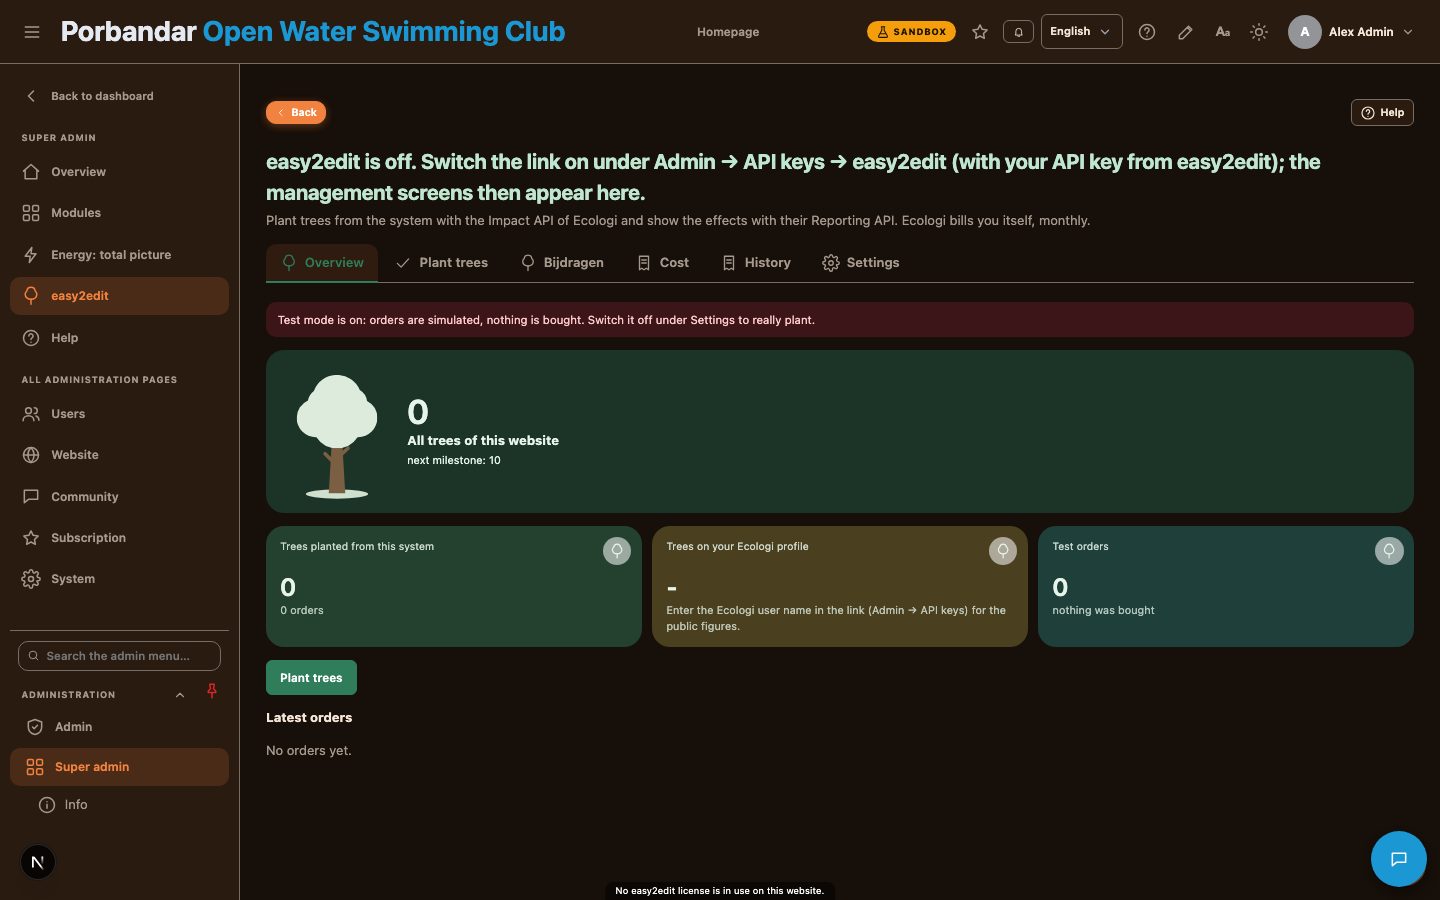 Porbandar Open Water Swimming Club
Homepage
SANDBOX
English
Aa
A
Alex Admin
Back to dashboard
SUPER ADMIN
Overview
Modules
Energy: total picture
easy2edit
Help
ALL ADMINISTRATION PAGES
Users
Website
Community
Subscription
System
Search the admin menu...
ADMINISTRATION
Admin
Super admin
Info
N
Back
Help
easy2edit is off. Switch the link on under Admin → API keys → easy2edit (with your API key from easy2edit); the
management screens then appear here.
Plant trees from the system with the Impact API of Ecologi and show the effects with their Reporting API. Ecologi bills you itself, monthly.
Overview
Plant trees
Bijdragen
Cost
History
Settings
Test mode is on: orders are simulated, nothing is bought. Switch it off under Settings to really plant.
0
All trees of this website
next milestone: 10
Trees planted from this system
0
0 orders
Trees on your Ecologi profile
-
Enter the Ecologi user name in the link (Admin → API keys) for the
public figures.
Test orders
0
nothing was bought
Plant trees
Latest orders
No orders yet.
No easy2edit license is in use on this website.